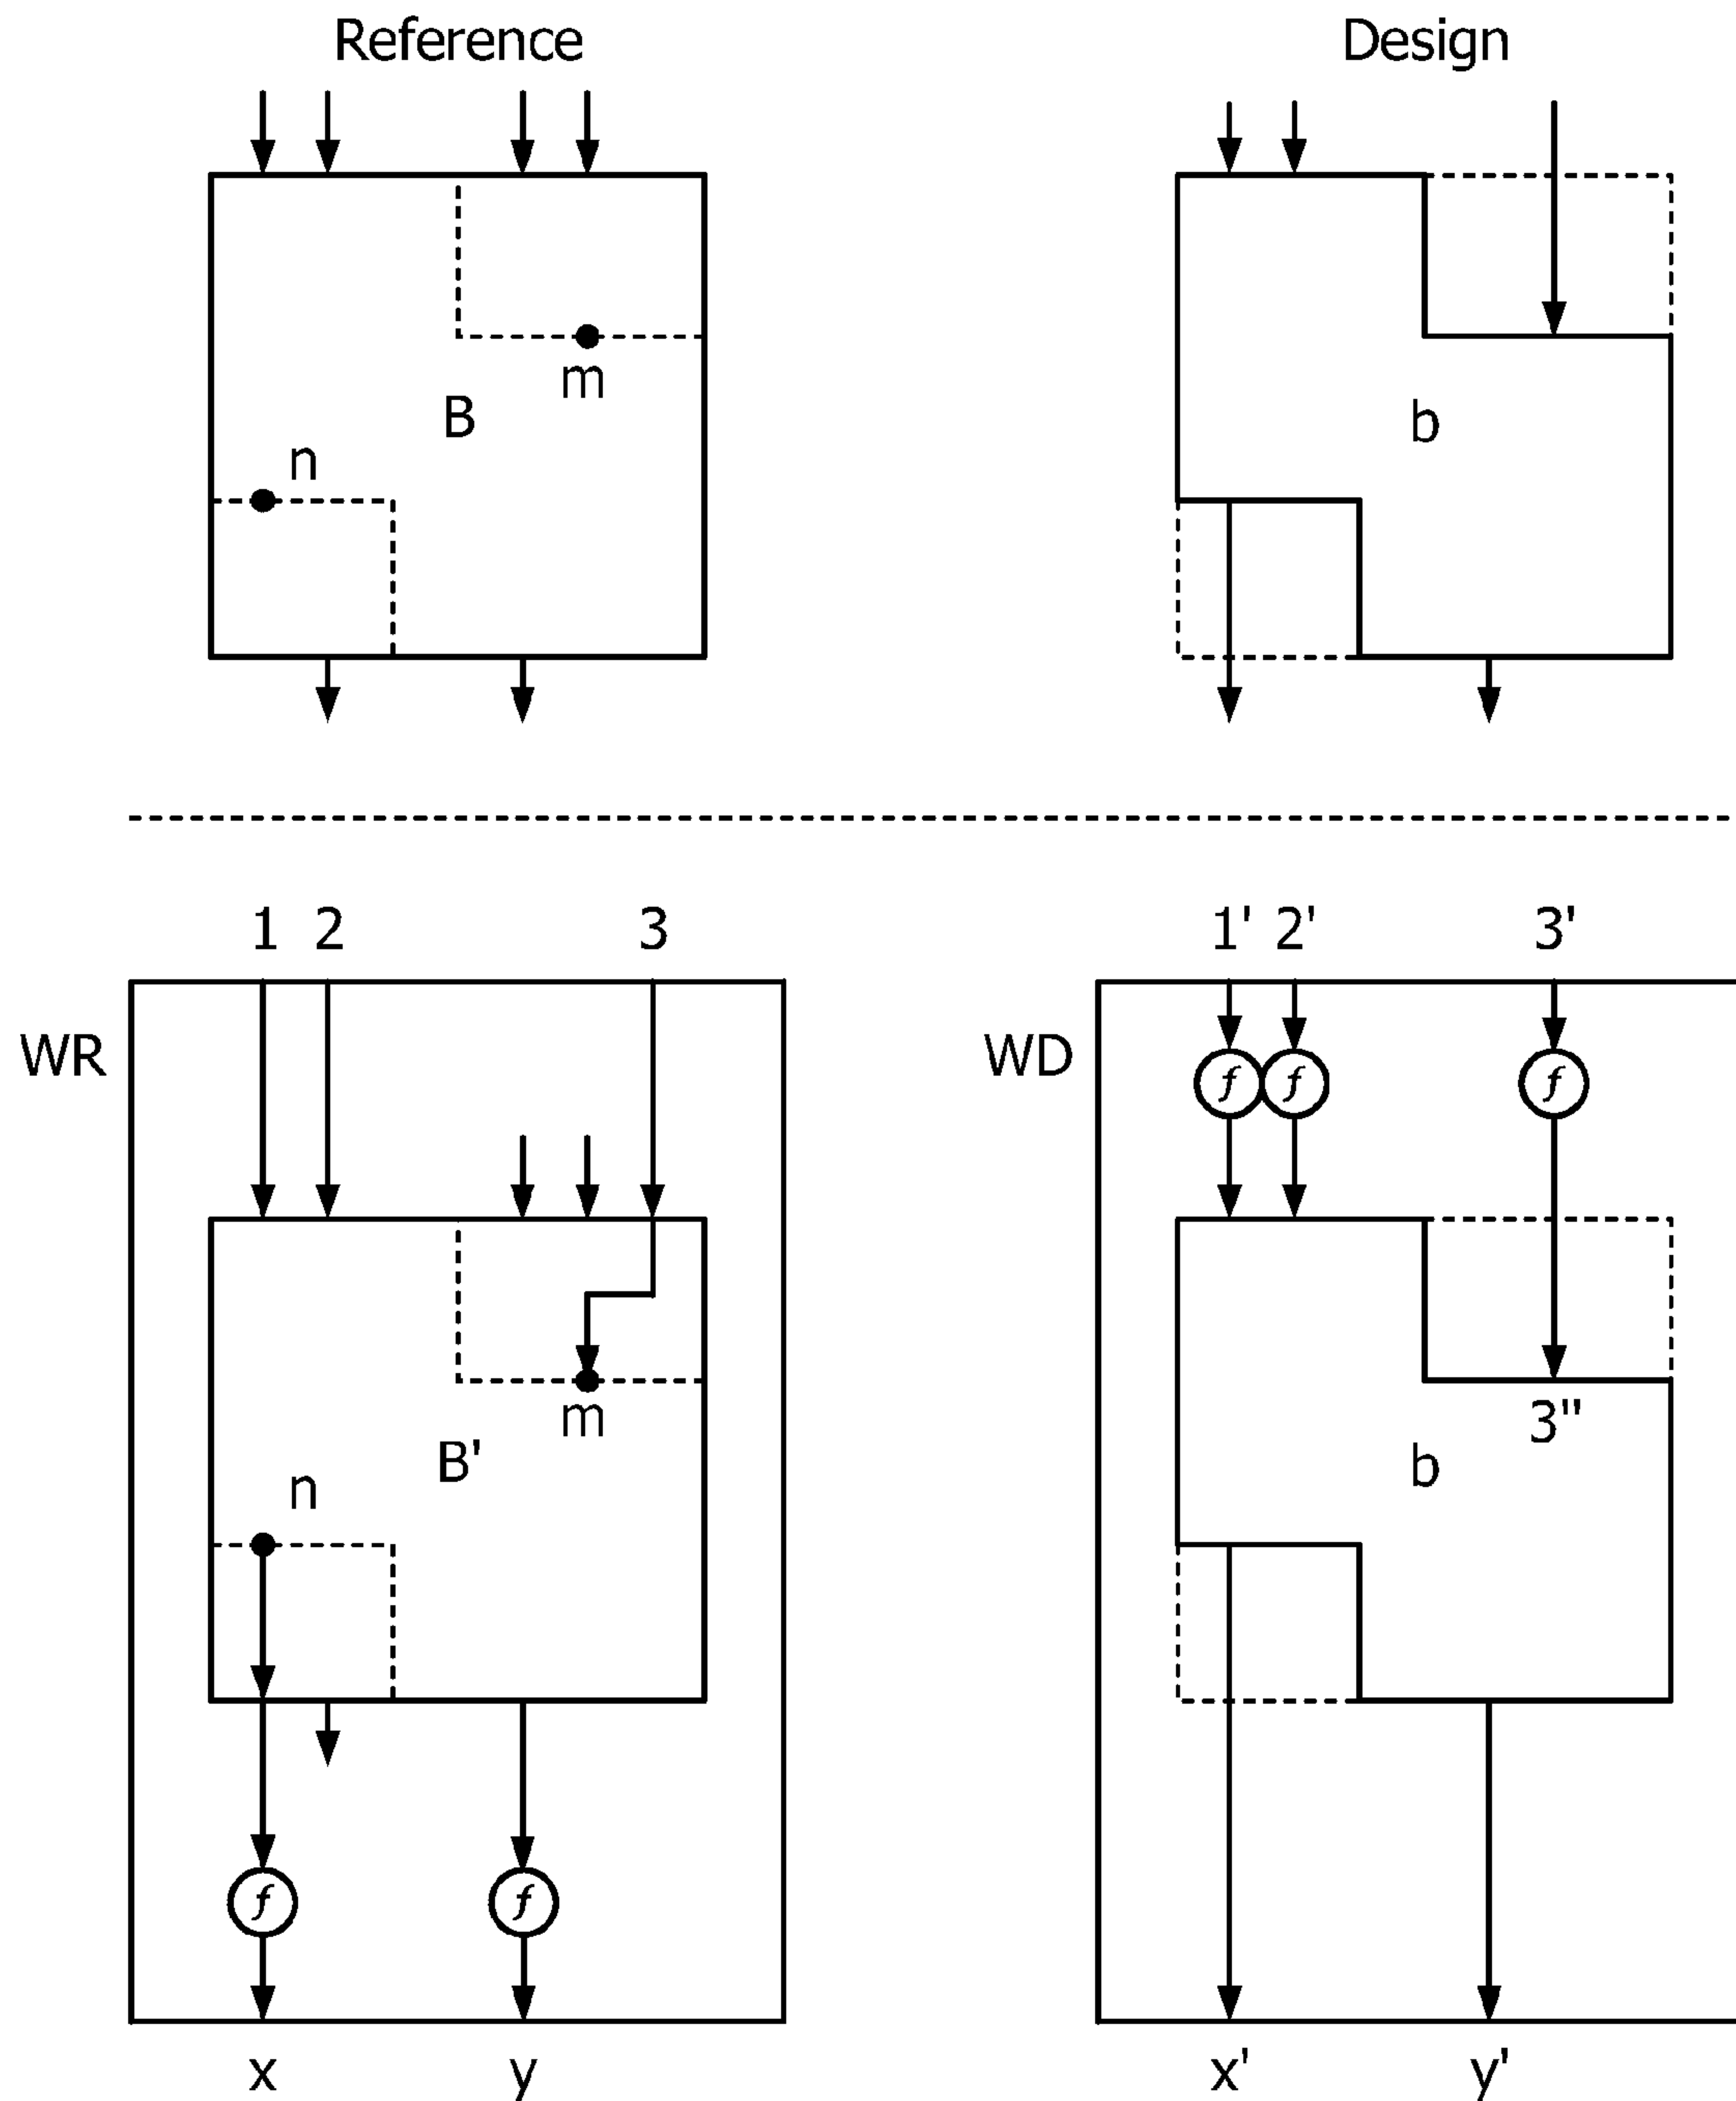 Reference Design
m
B b
n
1 2 3 1' 2' 3'
WR WD
f f f
m 3"
B' b
n
f f
x y x' y'